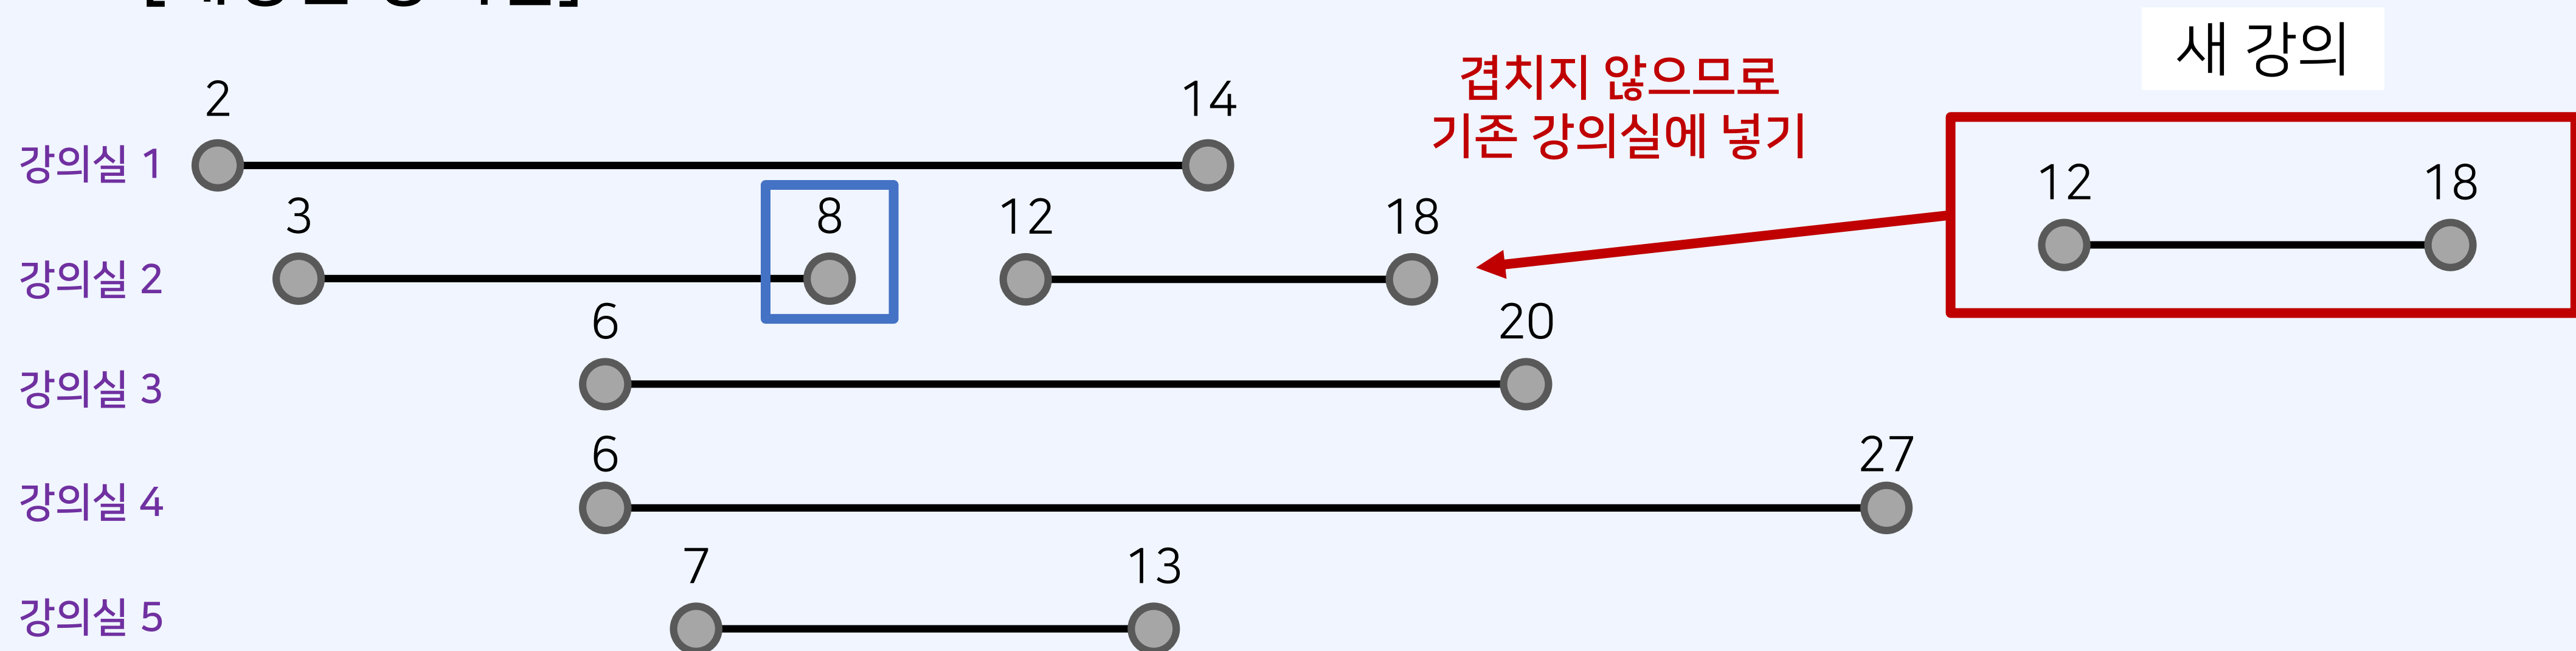 새 강의
겹치지 않으므로
기존 강의실에 넣기
2 14
강의실 1
12 18
3 8 12 18
강의실 2
6 20
강의실 3
6 27
강의실 4
7 13
강의실 5